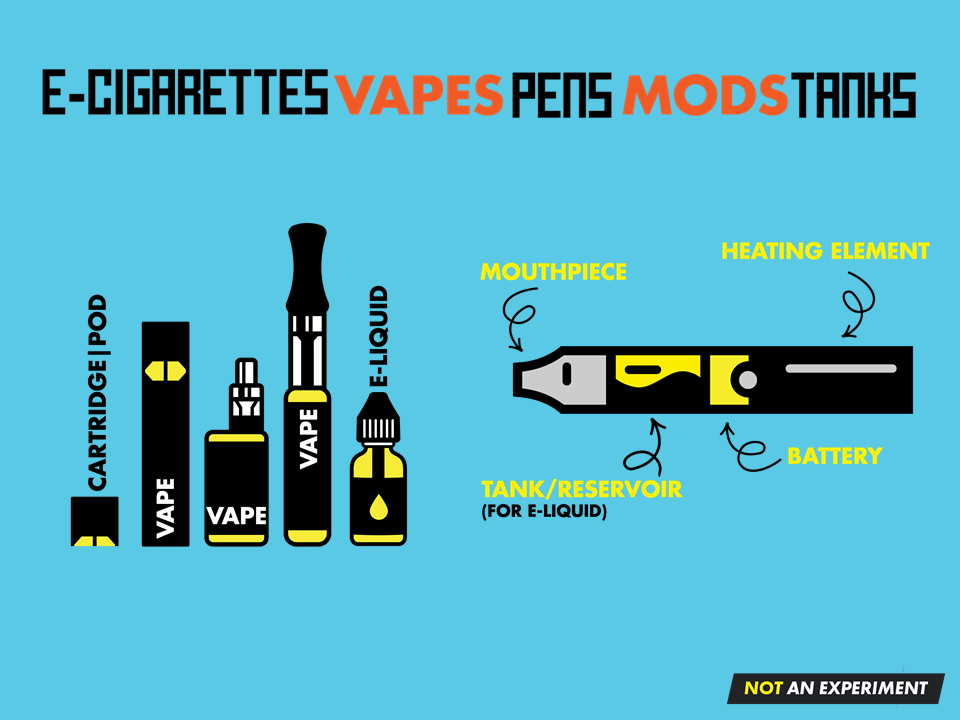 E-CIGARETTES VAPES PENS MODS TANKS
CARTRIDGE|POD
VAPE
VAPE
VAPE
E-LIQUID
MOUTHPIECE
HEATING ELEMENT
TANK/RESERVOIR
(FOR E-LIQUID)
BATTERY
NOT AN EXPERIMENT